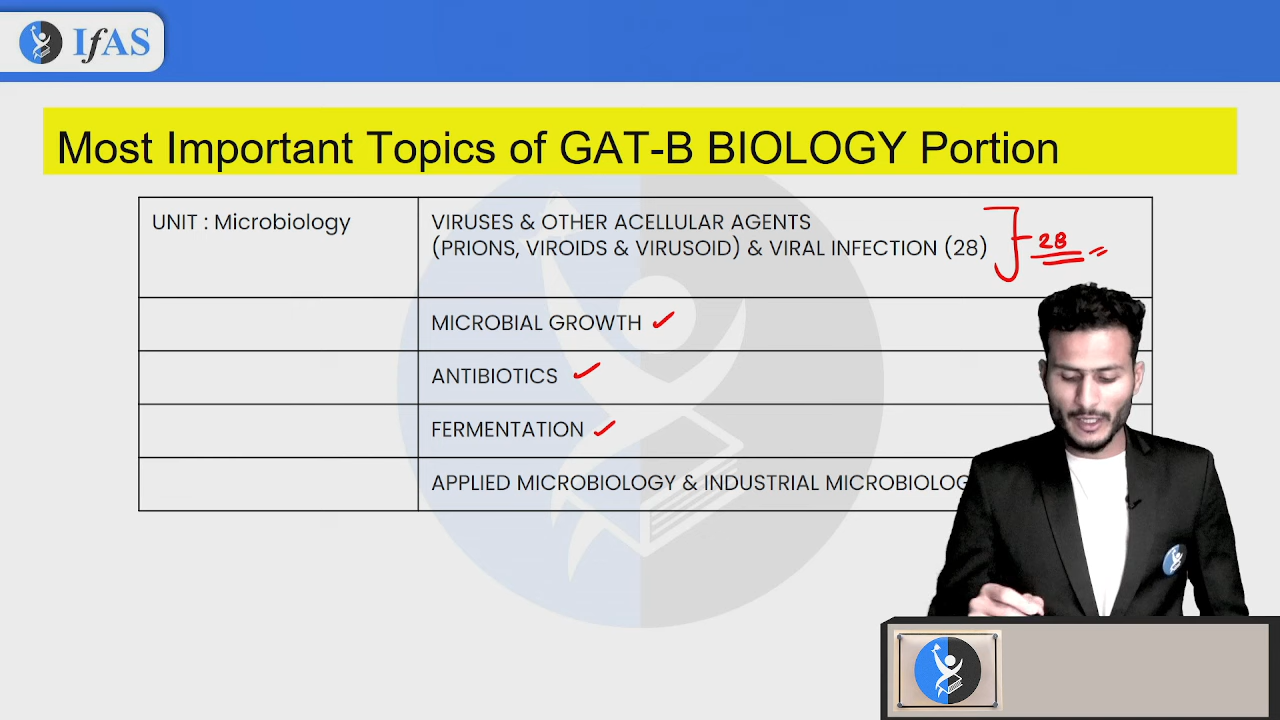 IfAS
Most Important Topics of GAT-B BIOLOGY Portion
UNIT : Microbiology
VIRUSES & OTHER ACELLULAR AGENTS
(PRIONS, VIROIDS & VIRUSOID) & VIRAL INFECTION (28)
28
MICROBIAL GROWTH
ANTIBIOTICS
FERMENTATION
APPLIED MICROBIOLOGY & INDUSTRIAL